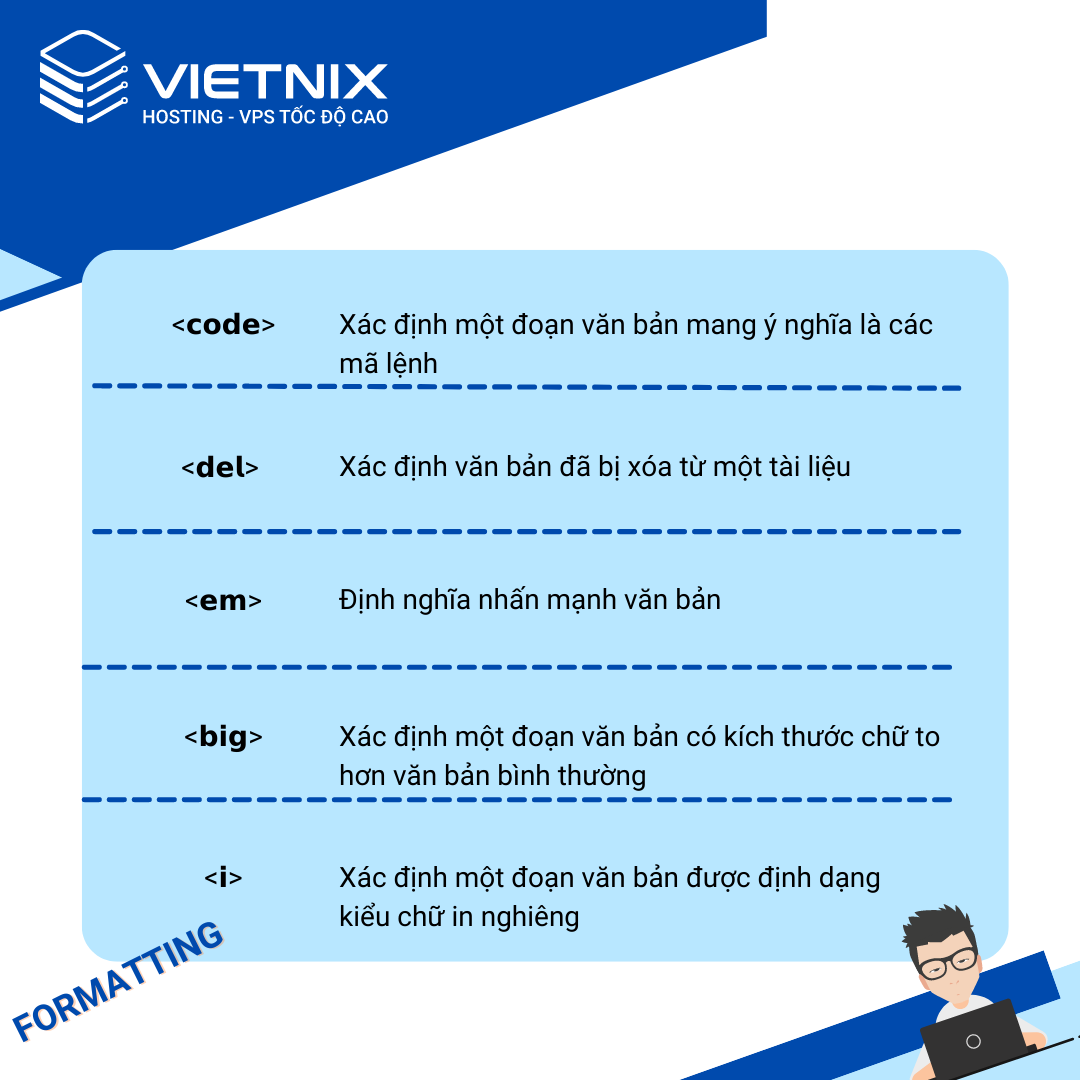 VIETNIX
HOSTING - VPS TỐC ĐỘ CAO
<code> Xác định một đoạn văn bản mang ý nghĩa là các
mã lệnh
<del> Xác định văn bản đã bị xóa từ một tài liệu
<em> Định nghĩa nhấn mạnh văn bản
<big> Xác định một đoạn văn bản có kích thước chữ to
hơn văn bản bình thường
<i> Xác định một đoạn văn bản được định dạng
kiểu chữ in nghiêng
FORMATTING